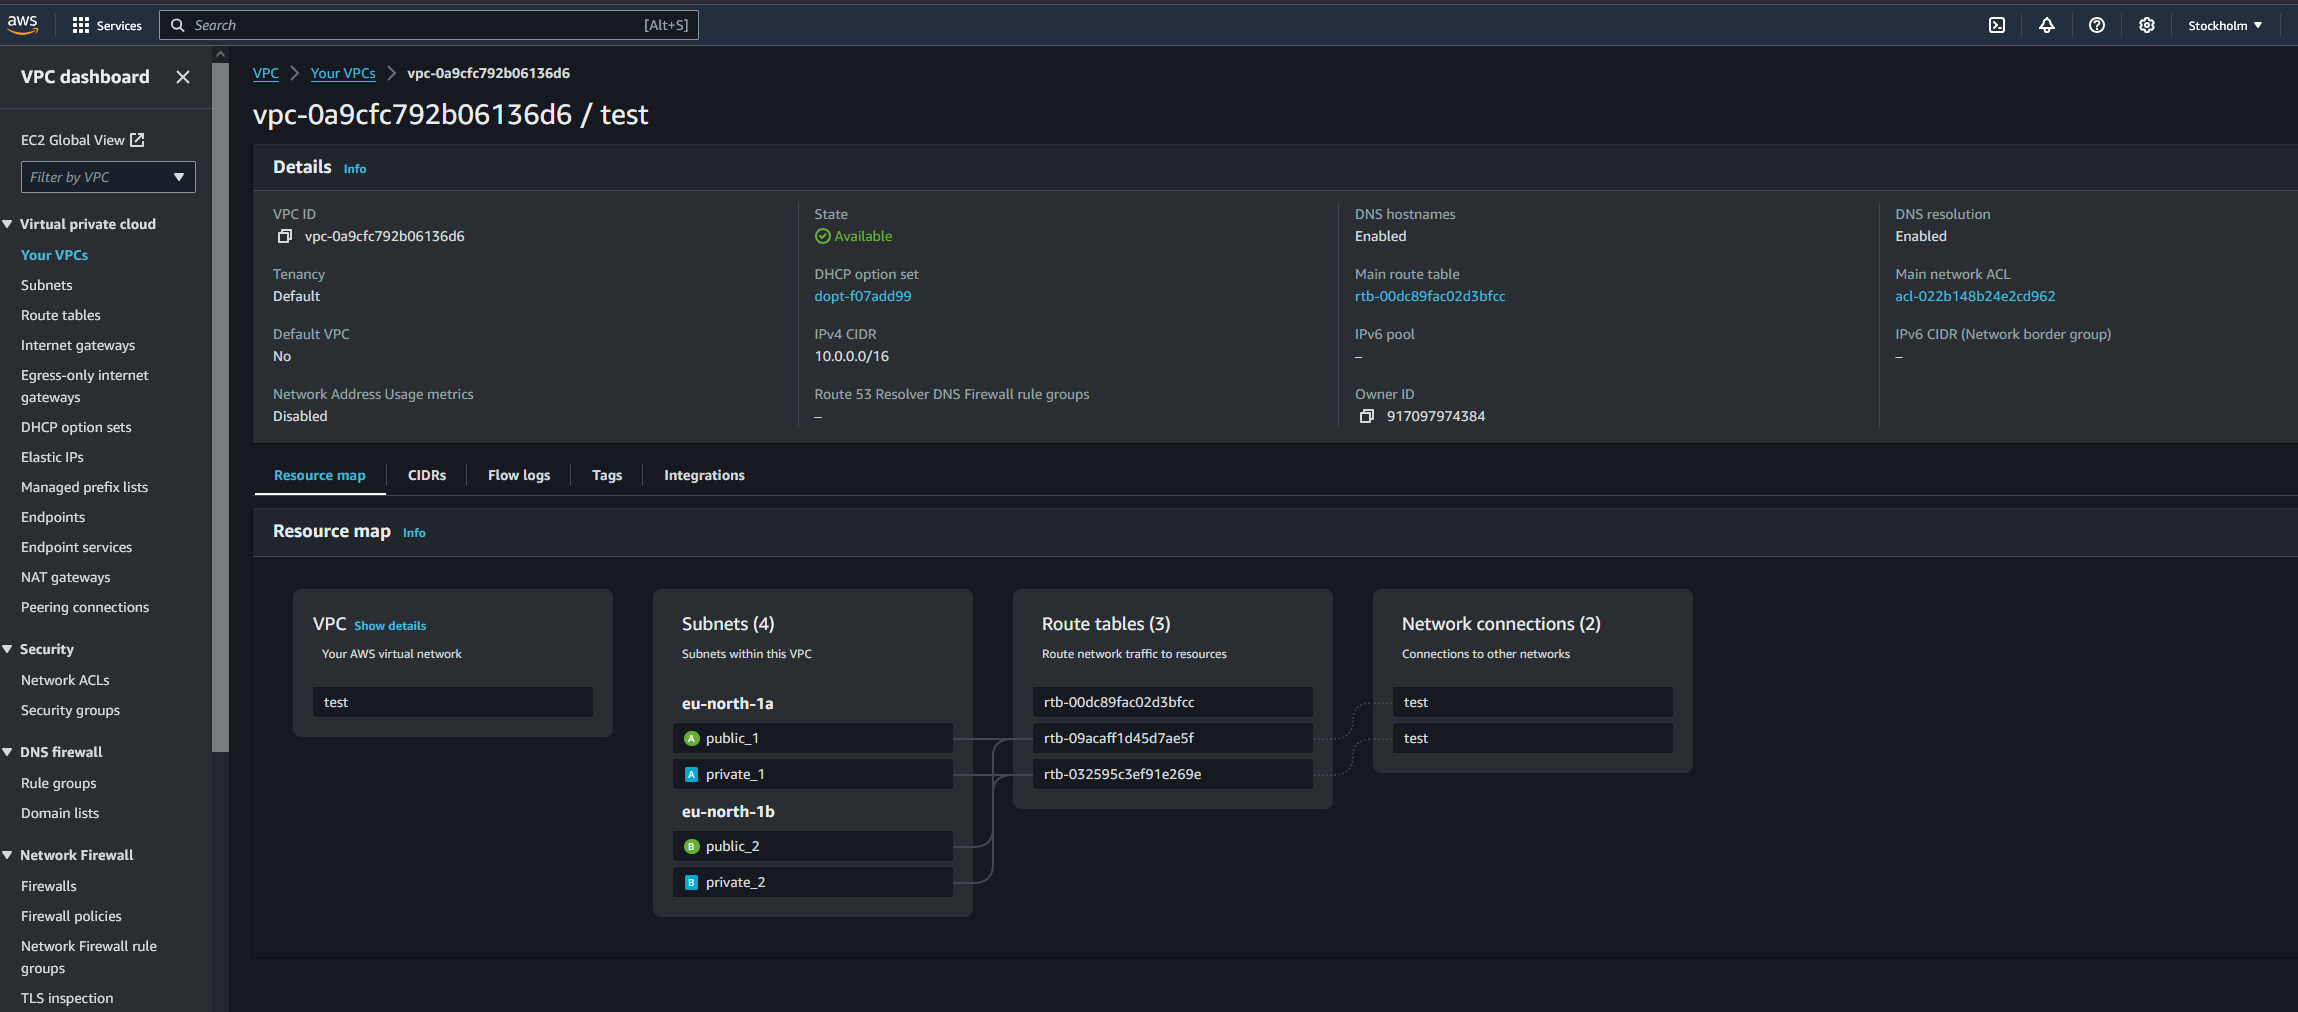 aws
Services
Search
[Alt+S]
Stockholm
VPC dashboard
EC2 Global View
Filter by VPC
Virtual private cloud
Your VPCs
Subnets
Route tables
Internet gateways
Egress-only internet
gateways
DHCP option sets
Elastic IPs
Managed prefix lists
Endpoints
Endpoint services
NAT gateways
Peering connections
Security
Network ACLs
Security groups
DNS firewall
Rule groups
Domain lists
Network Firewall
Firewalls
Firewall policies
Network Firewall rule
groups
TLS inspection
VPC
Your VPCs
vpc-0a9cfc792b06136d6
vpc-0a9cfc792b06136d6 / test
Details
Info
VPC ID
vpc-0a9cfc792b06136d6
State
Available
DNS hostnames
Enabled
DNS resolution
Enabled
Tenancy
Default
DHCP option set
dopt-f07add99
Main route table
rtb-00dc89fac02d3bfcc
Main network ACL
acl-022b148b24e2cd962
Default VPC
No
IPv4 CIDR
10.0.0.0/16
IPv6 pool
–
IPv6 CIDR (Network border group)
–
Network Address Usage metrics
Disabled
Route 53 Resolver DNS Firewall rule groups
–
Owner ID
917097974384
Resource map
CIDRs
Flow logs
Tags
Integrations
Resource map
Info
VPC
Show details
Your AWS virtual network
test
Subnets (4)
Subnets within this VPC
eu-north-1a
A public_1
A private_1
eu-north-1b
B public_2
B private_2
Route tables (3)
Route network traffic to resources
rtb-00dc89fac02d3bfcc
rtb-09acaff1d45d7ae5f
rtb-032595c3ef91e269e
Network connections (2)
Connections to other networks
test
test